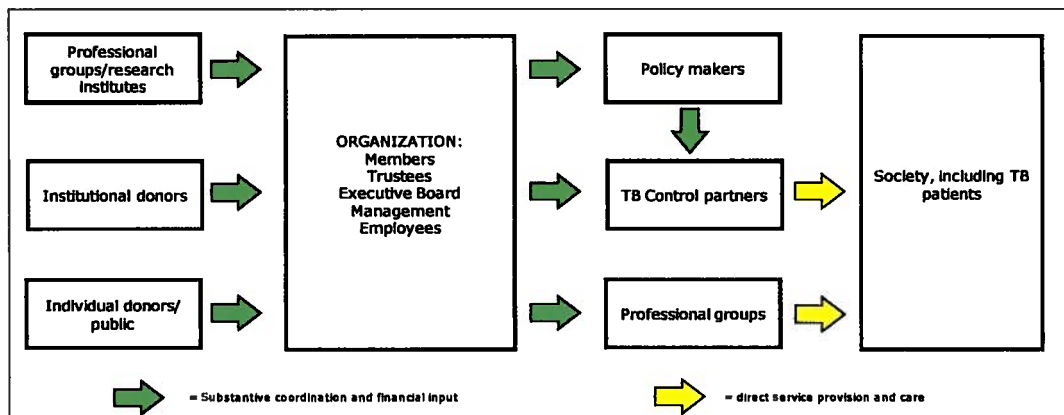 Professional
groups/research
institutes
Institutional donors
Individual donors/
public
ORGANIZATION:
Members
Trustees
Executive Board
Management
Employees
Policy makers
TB Control partners
Professional groups
Society, including TB
patients
= Substantive coordination and financial input
= direct service provision and care